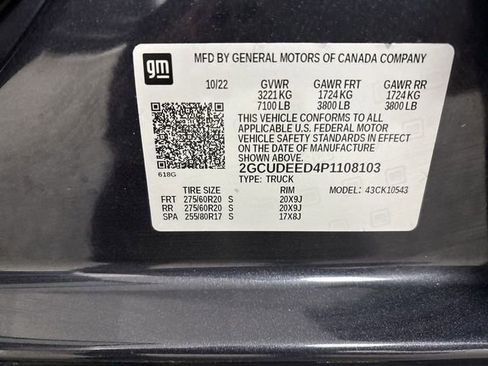 gm
MFD BY GENERAL MOTORS OF CANADA COMPANY
10/22 GVWR GAWR FRT GAWR RR
3221 KG 1724 KG 1724 KG
7100 LB 3800 LB 3800 LB
THIS VEHICLE CONFORMS TO ALL
APPLICABLE U.S. FEDERAL MOTOR
VEHICLE SAFETY STANDARDS IN EFFECT
ON THE DATE OF MANUFACTURE
SHOWN ABOVE.
2GCUDEED4P1108103
618G
TYPE: TRUCK
TIRE SIZE RIM MODEL: 43CK10543
FRT 275/60R20 S 20X9J
RR 275/60R20 S 20X9J
SPA 255/80R17 S 17X8J